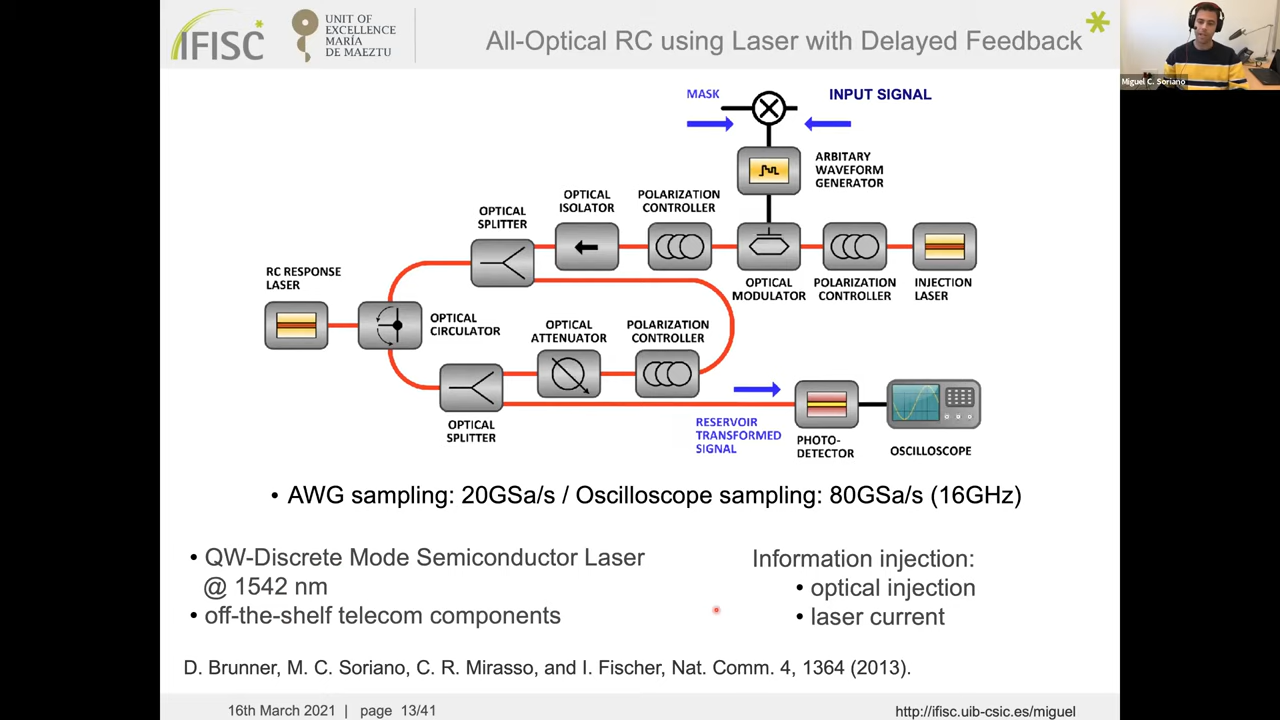 IFISC
UNIT OF
EXCELLENCE
MARÍA
DE MAEZTU
All-Optical RC using Laser with Delayed Feedback
Miguel C. Soriano
MASK
INPUT SIGNAL
ARBITARY
WAVEFORM
GENERATOR
OPTICAL
SPLITTER
OPTICAL
ISOLATOR
POLARIZATION
CONTROLLER
OPTICAL
MODULATOR
POLARIZATION
CONTROLLER
INJECTION
LASER
RC RESPONSE
LASER
OPTICAL
CIRCULATOR
OPTICAL
ATTENUATOR
POLARIZATION
CONTROLLER
OPTICAL
SPLITTER
RESERVOIR
TRANSFORMED
SIGNAL
PHOTO-
DETECTOR
OSCILLOSCOPE
• AWG sampling: 20GSa/s / Oscilloscope sampling: 80GSa/s (16GHz)
• QW-Discrete Mode Semiconductor Laser
@ 1542 nm
• off-the-shelf telecom components
Information injection:
• optical injection
• laser current
D. Brunner, M. C. Soriano, C. R. Mirasso, and I. Fischer, Nat. Comm. 4, 1364 (2013).
16th March 2021 | page 13/41
http://ifisc.uib-csic.es/miguel